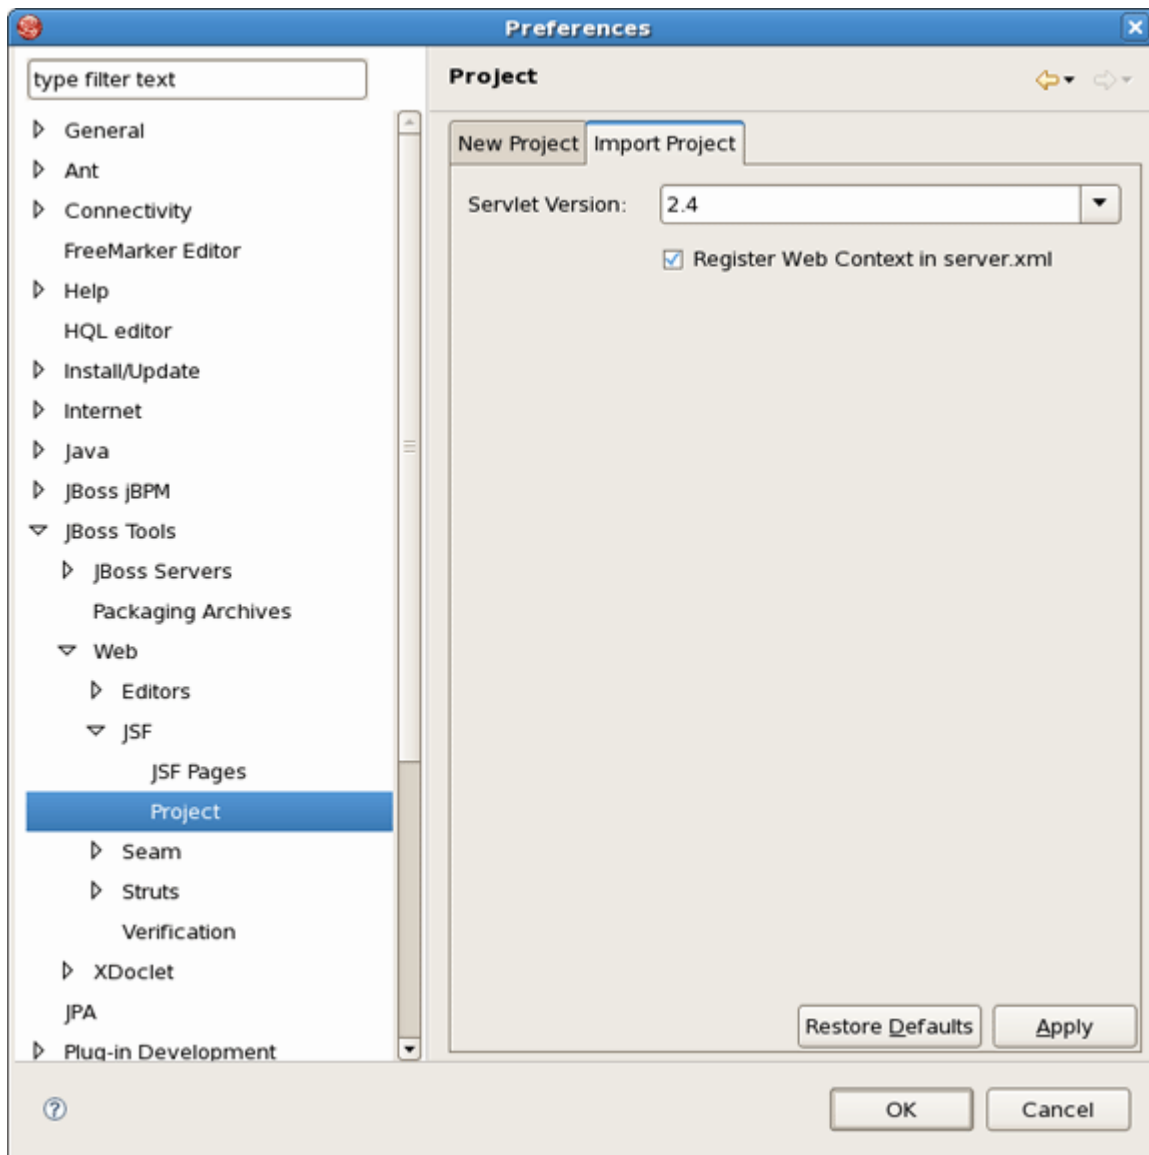 Preferences
type filter text
General
Ant
Connectivity
FreeMarker Editor
Help
HQL editor
Install/Update
Internet
Java
JBoss jBPM
JBoss Tools
JBoss Servers
Packaging Archives
Web
Editors
JSF
JSF Pages
Project
Seam
Struts
Verification
XDoclet
JPA
Plug-in Development
Project
New Project
Import Project
Servlet Version:
2.4
Register Web Context in server.xml
Restore Defaults
Apply
OK
Cancel